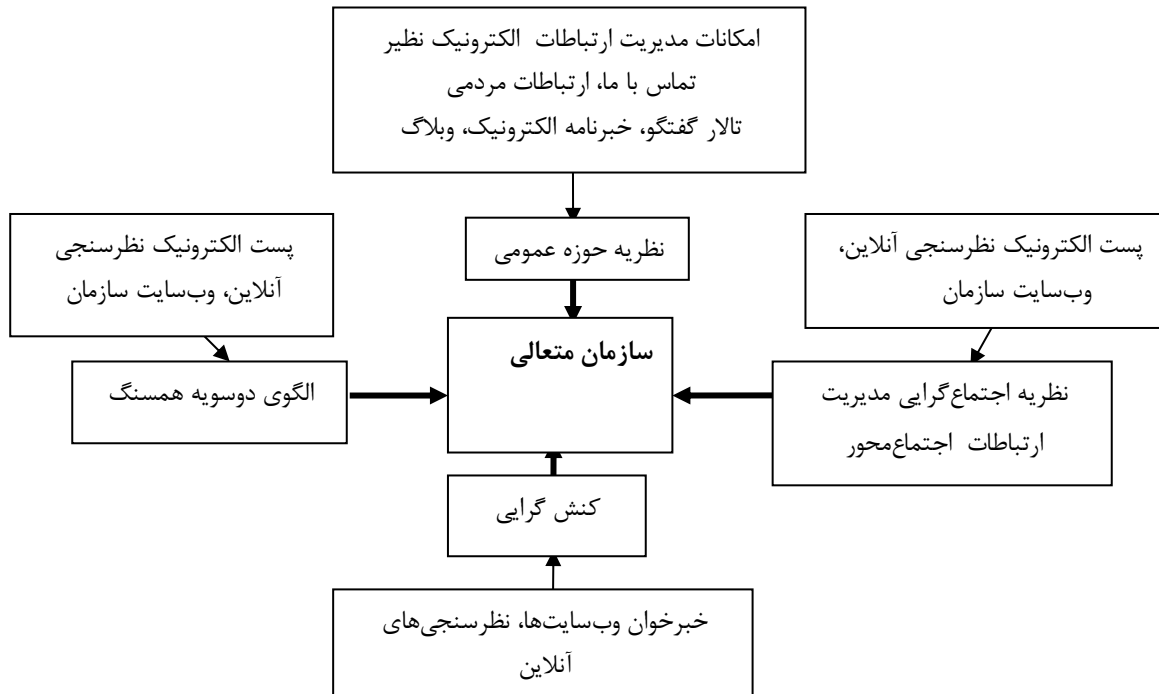 امکانات مدیریت ارتباطات الکترونیک نظیر
تماس با ما، ارتباطات مردمی
تالار گفتگو، خبرنامه الکترونیک، وبلاگ
نظریه حوزه عمومی
پست الکترونیک نظرسنجی آنلاین،
وب‌سایت سازمان
پست الکترونیک نظرسنجی
آنلاین، وب‌سایت سازمان
سازمان متعالی
نظریه اجتماع‌گرایی مدیریت
ارتباطات اجتماع‌محور
الگوی دوسویه همسنگ
کنش گرایی
خبرخوان وب‌سایت‌ها، نظرسنجی‌های
آنلاین